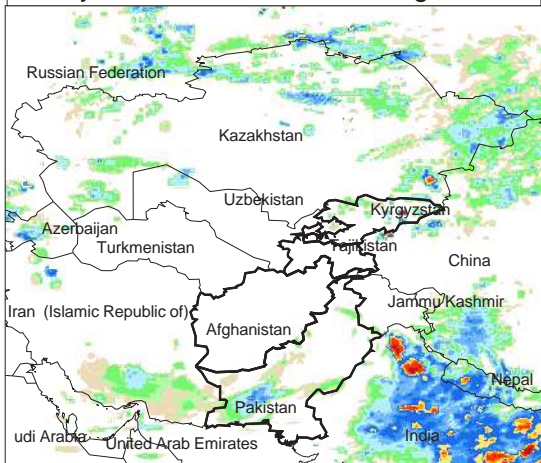 Russian Federation
Kazakhstan
Uzbekistan
Kyrgyzstan
Azerbaijan
Turkmenistan
Tajikistan
China
Iran (Islamic Republic of)
Jammu Kashmir
Afghanistan
Nepal
Pakistan
India
udi Arabia
United Arab Emirates